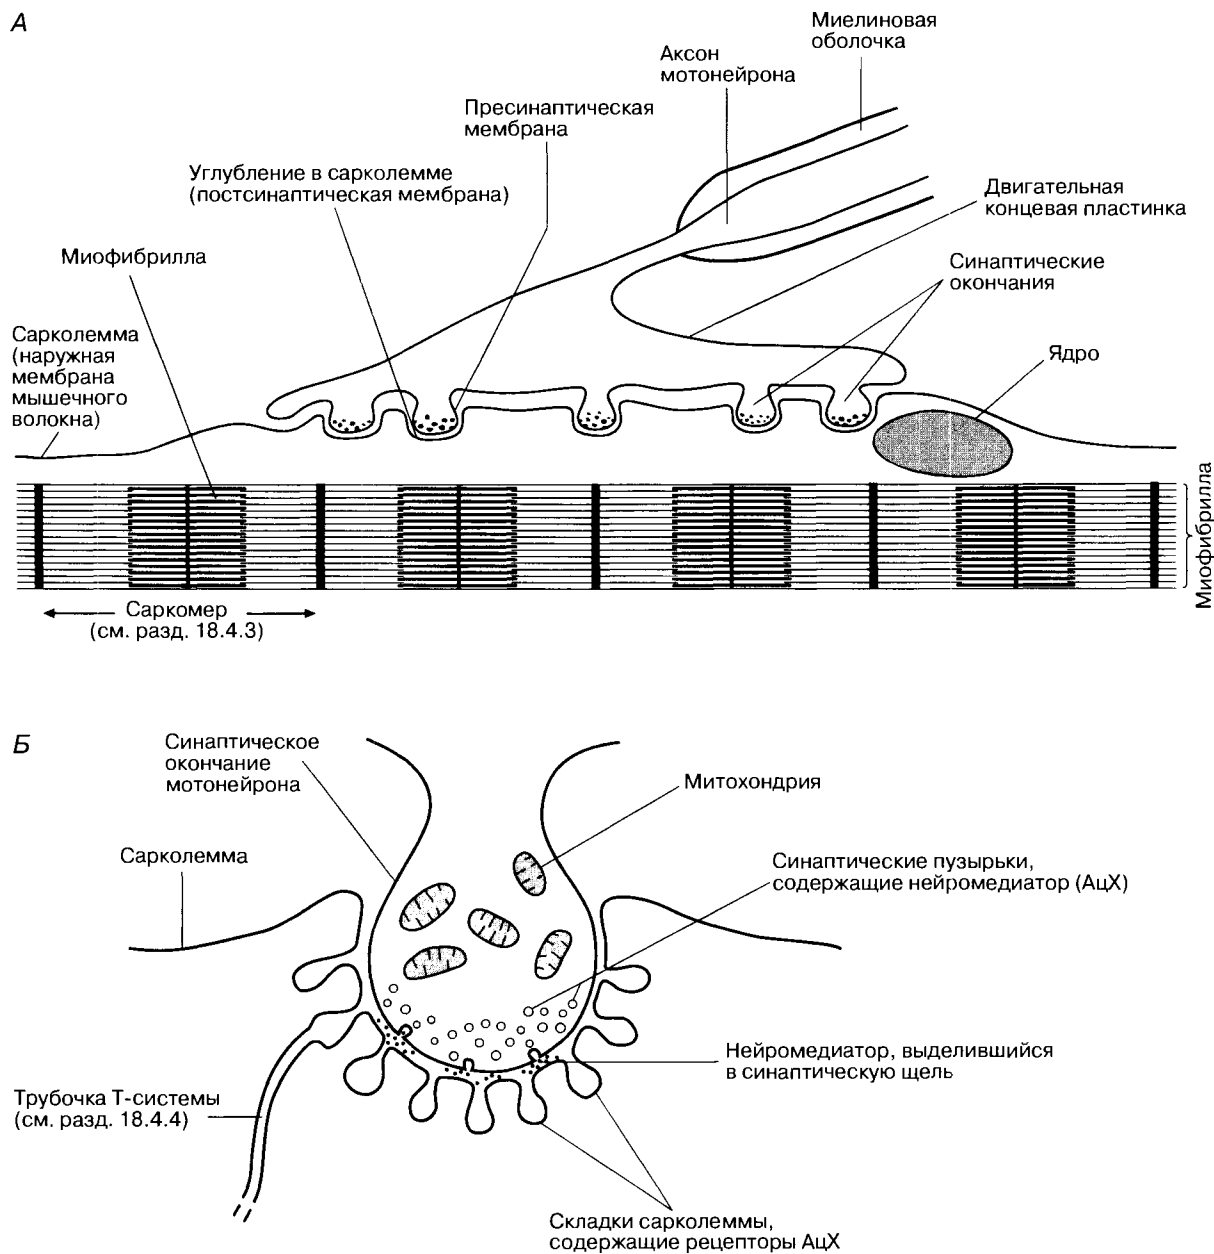 А
Миелиновая
оболочка
Аксон
мотонейрона
Пресинаптическая
мембрана
Углубление в сарколемме
(постсинаптическая мембрана)
Двигательная
концевая пластинка
Миофибрилла
Синаптические
окончания
Сарколемма
(наружная
мембрана
мышечного
волокна)
Ядро
Миофибрилла
Саркомер
(см. разд. 18.4.3)
Б
Синаптическое
окончание
мотонейрона
Митохондрия
Сарколемма
Синаптические пузырьки,
содержащие нейромедиатор (АцХ)
Нейромедиатор, выделившийся
в синаптическую щель
Трубочка Т-системы
(см. разд. 18.4.4)
Складки сарколеммы,
содержащие рецепторы АцХ